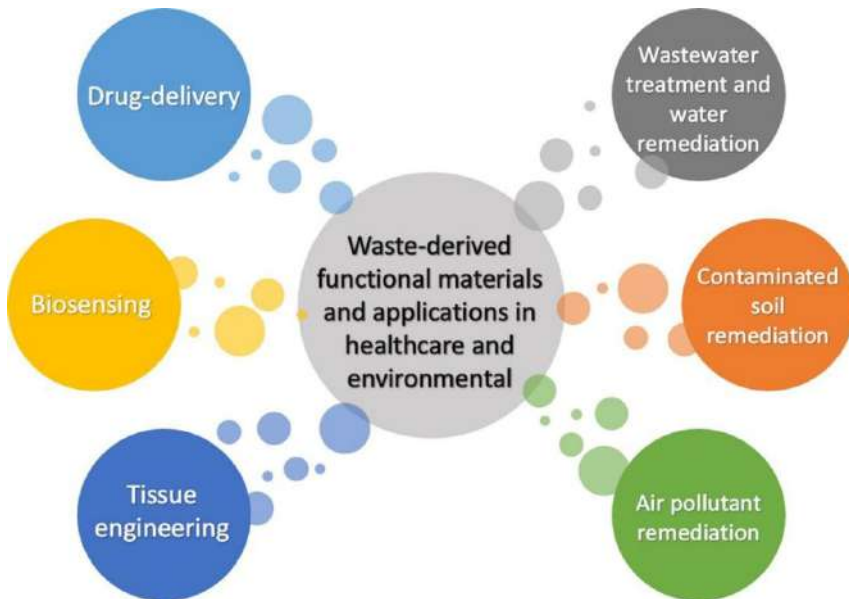 Drug-delivery
Wastewater
treatment and
water
remediation
Waste-derived
functional materials
and applications in
healthcare and
environmental
Biosensing
Contaminated
soil
remediation
Tissue
engineering
Air pollutant
remediation